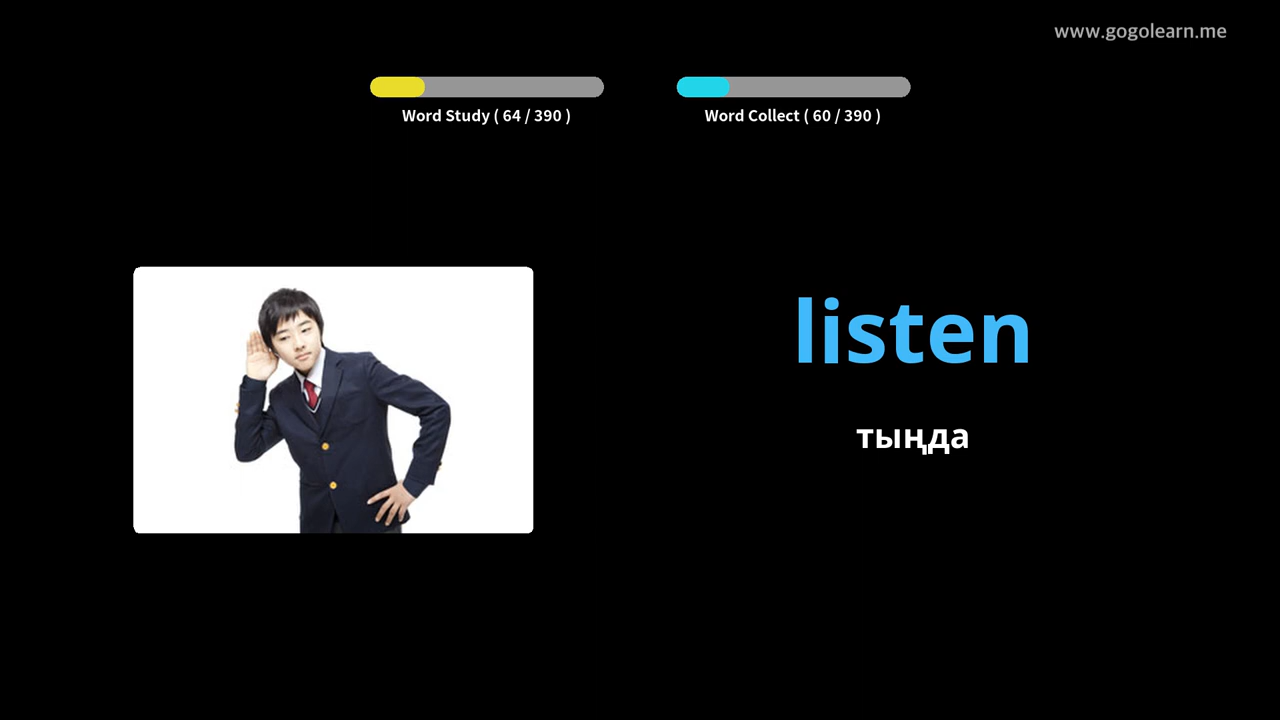 www.gogolearn.me
Word Study ( 64 / 390 )
Word Collect ( 60 / 390 )
listen
тыңда